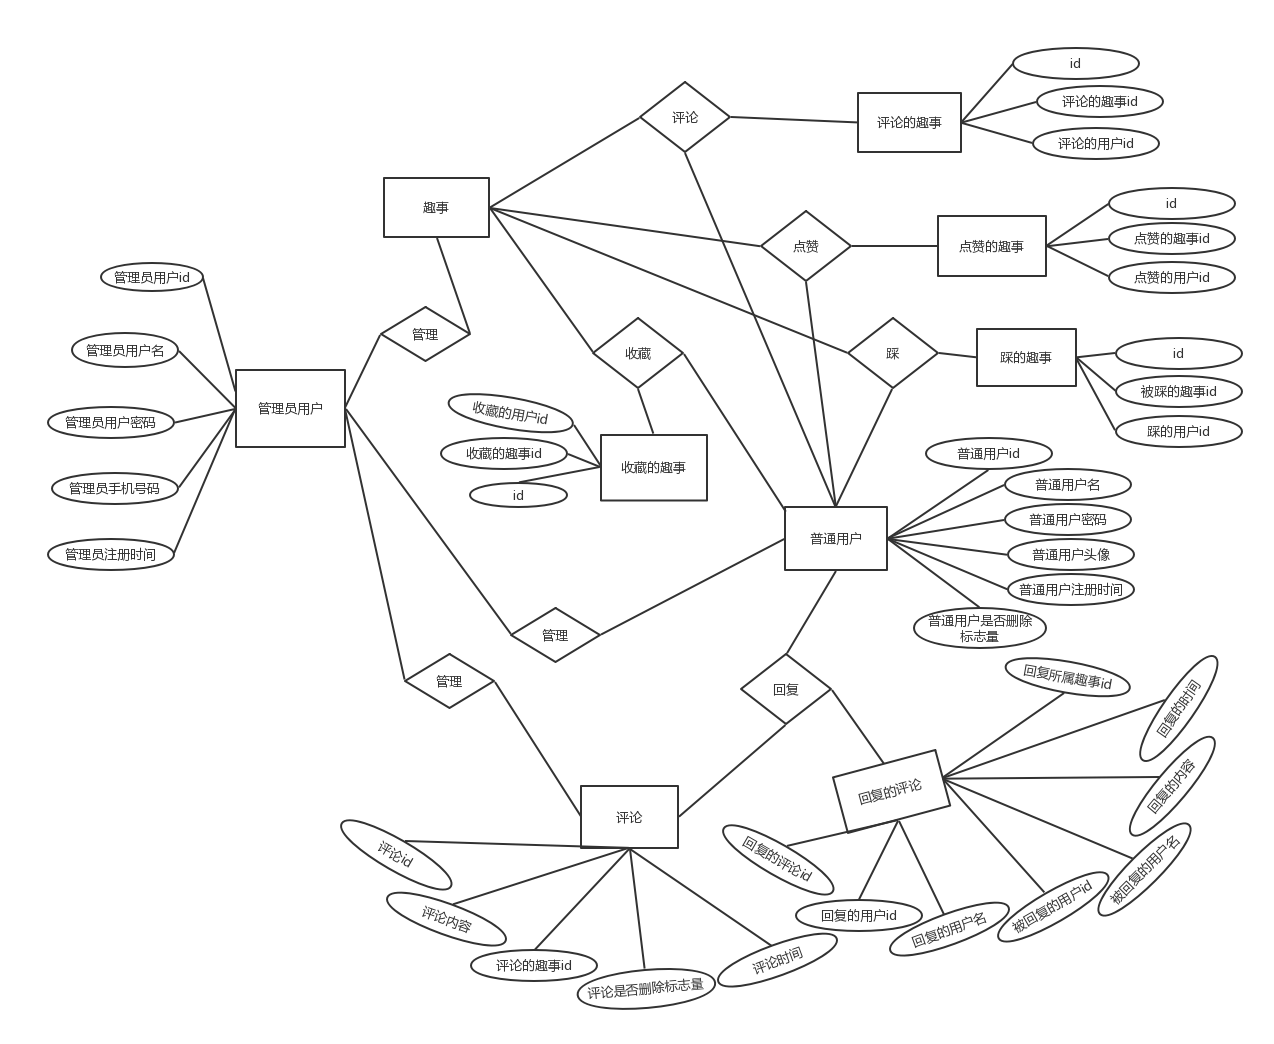 id
评论
评论的趣事id
评论的趣事
评论的用户id
趣事
id
点赞的趣事id
点赞
点赞的趣事
点赞的用户id
管理员用户id
管理
收藏
踩
踩的趣事
id
被踩的趣事id
踩的用户id
管理员用户名
管理员用户
管理员用户密码
管理员手机号码
管理员注册时间
收藏的用户id
收藏的趣事id
id
收藏的趣事
普通用户id
普通用户名
普通用户密码
普通用户
普通用户头像
普通用户注册时间
普通用户是否删除
标志量
管理
管理
回复
回复所属趣事id
回复的时间
回复的内容
回复的评论
被回复的用户名
被回复的用户id
回复的用户名
回复的用户id
回复的评论id
评论
评论id
评论内容
评论的趣事id
评论是否删除标志量
评论时间